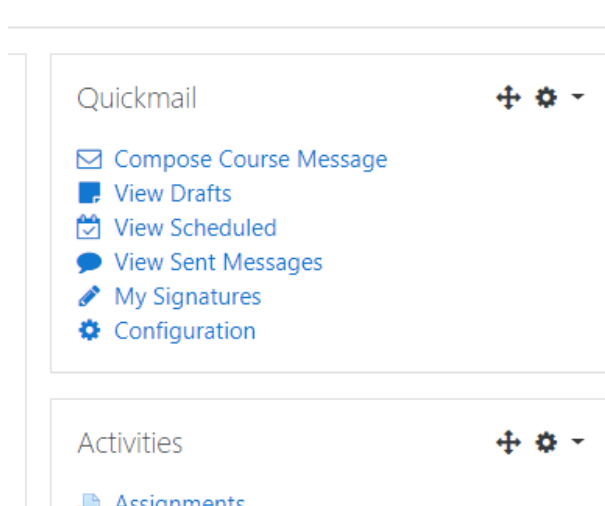 Quickmail
Compose Course Message
View Drafts
View Scheduled
View Sent Messages
My Signatures
Configuration
Activities
Assignments